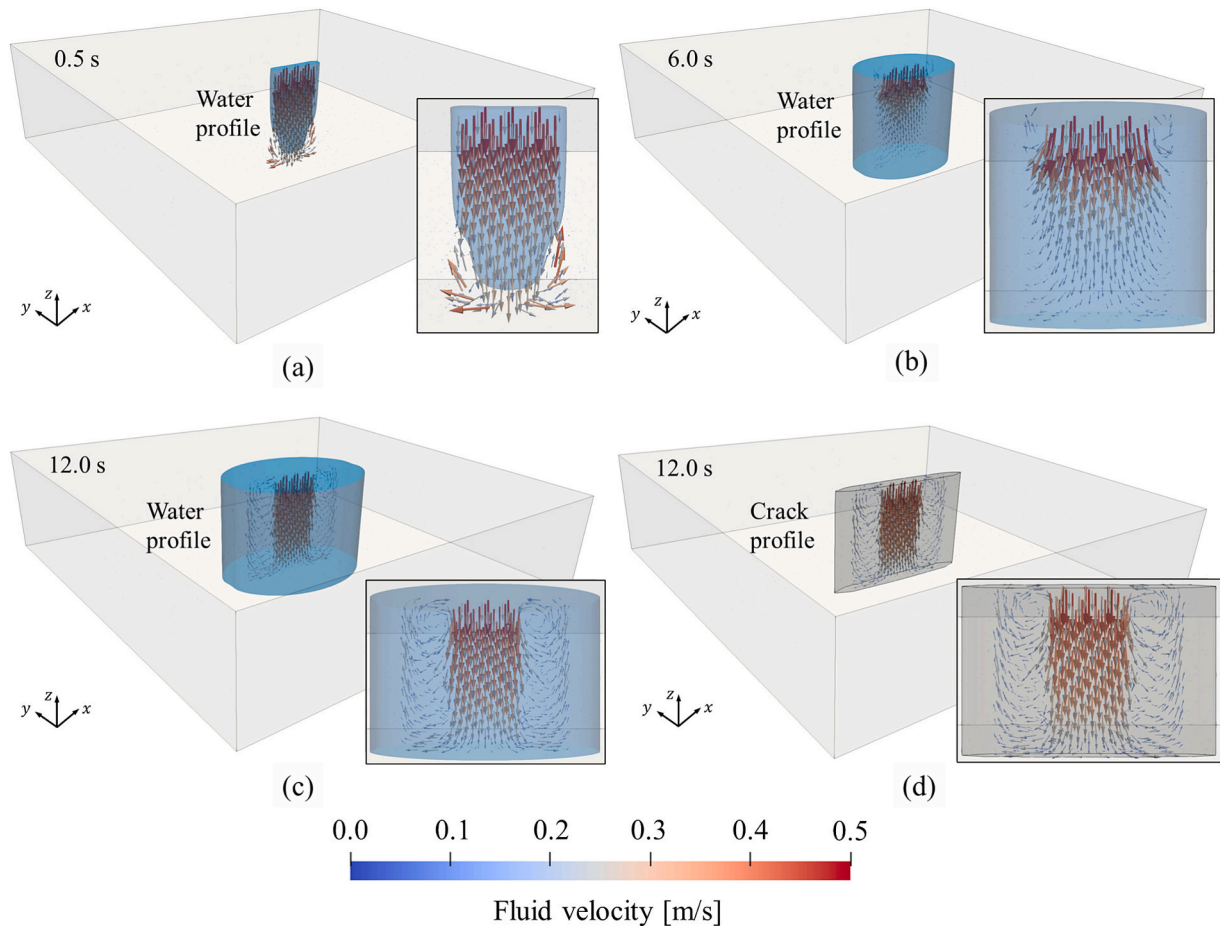 0.5 s
Water
profile
z
y
x
(a)
6.0 s
Water
profile
z
y
x
(b)
12.0 s
Water
profile
z
y
x
(c)
12.0 s
Crack
profile
z
y
x
(d)
0.0 0.1 0.2 0.3 0.4 0.5
Fluid velocity [m/s]